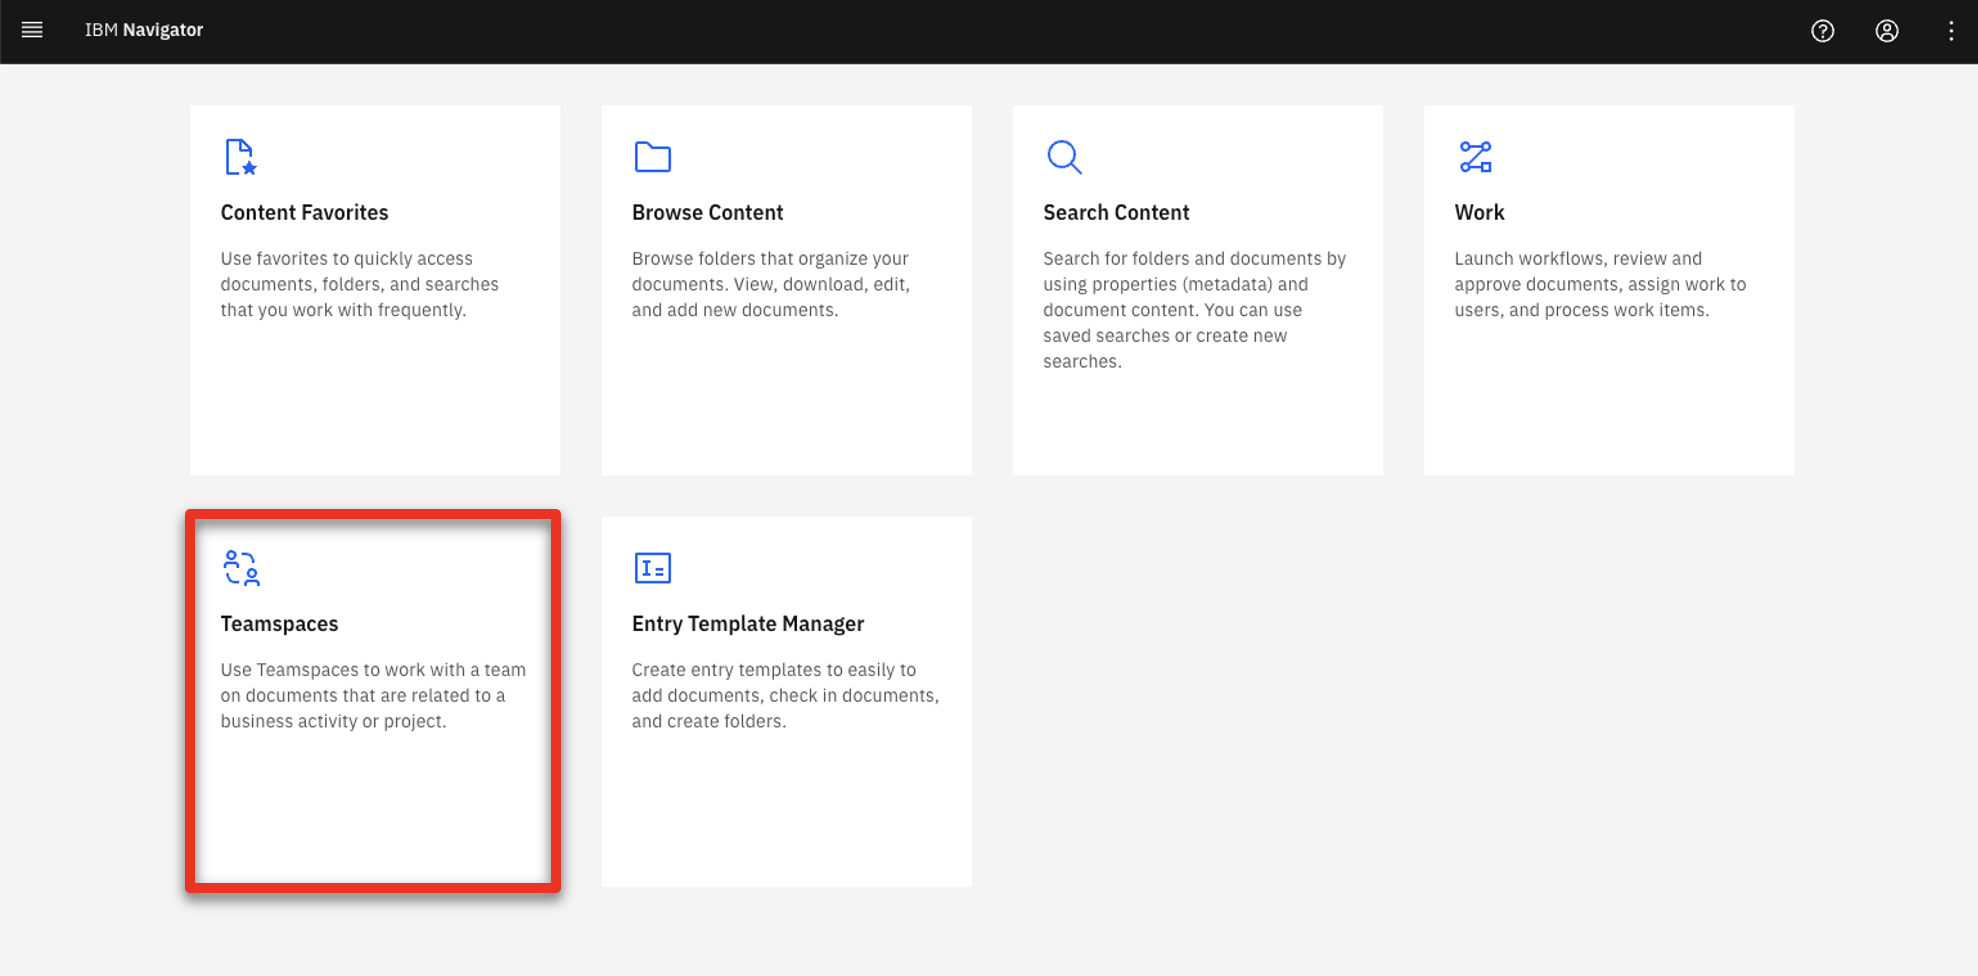 IBM Navigator
Content Favorites
Use favorites to quickly access
documents, folders, and searches
that you work with frequently.
Browse Content
Browse folders that organize your
documents. View, download, edit,
and add new documents.
Search Content
Search for folders and documents by
using properties (metadata) and
document content. You can use
saved searches or create new
searches.
Work
Launch workflows, review and
approve documents, assign work to
users, and process work items.
Teamspaces
Use Teamspaces to work with a team
on documents that are related to a
business activity or project.
Entry Template Manager
Create entry templates to easily to
add documents, check in documents,
and create folders.